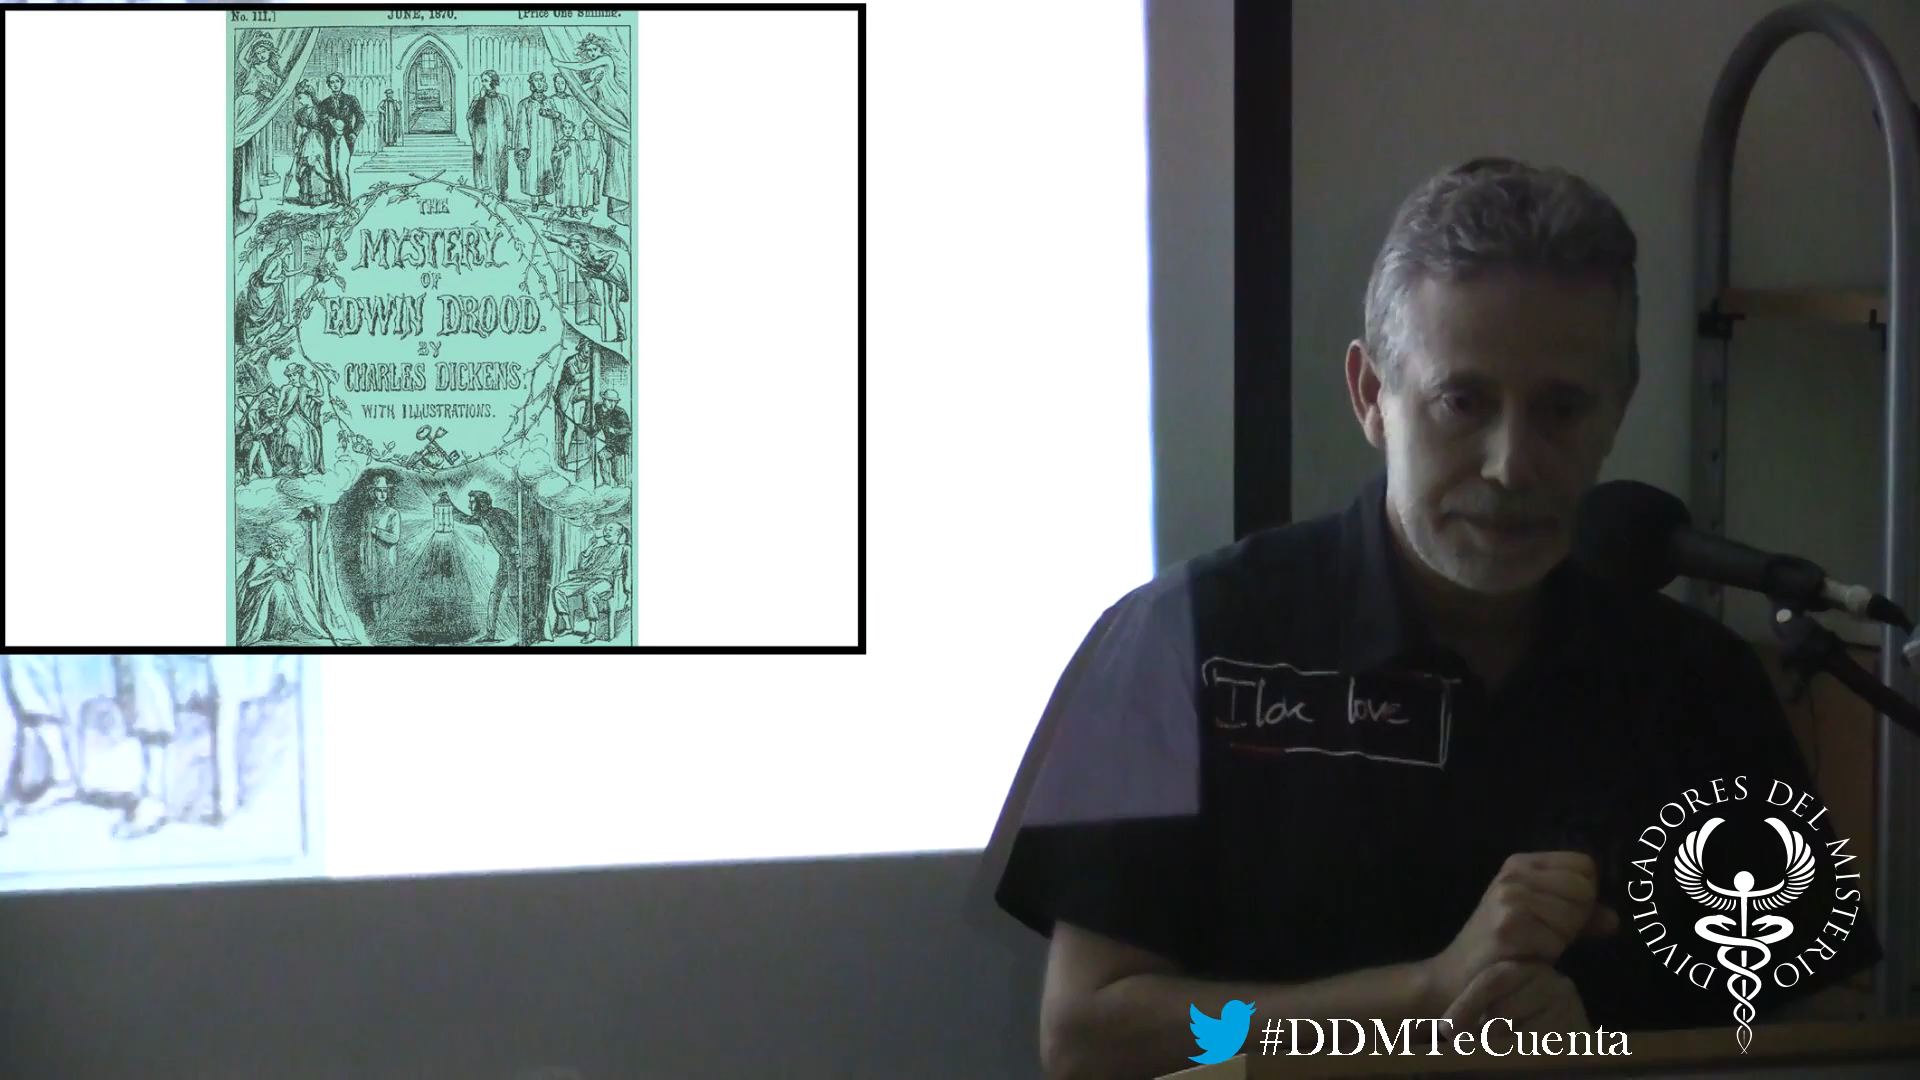 No. III.] JUNE, 1870. [Price One Shilling.
THE
MYSTERY
OF
EDWIN DROOD.
BY
CHARLES DICKENS
WITH ILLUSTRATIONS.
love
DIVULGADORES DEL MISTERIO
#DDMTeCuenta